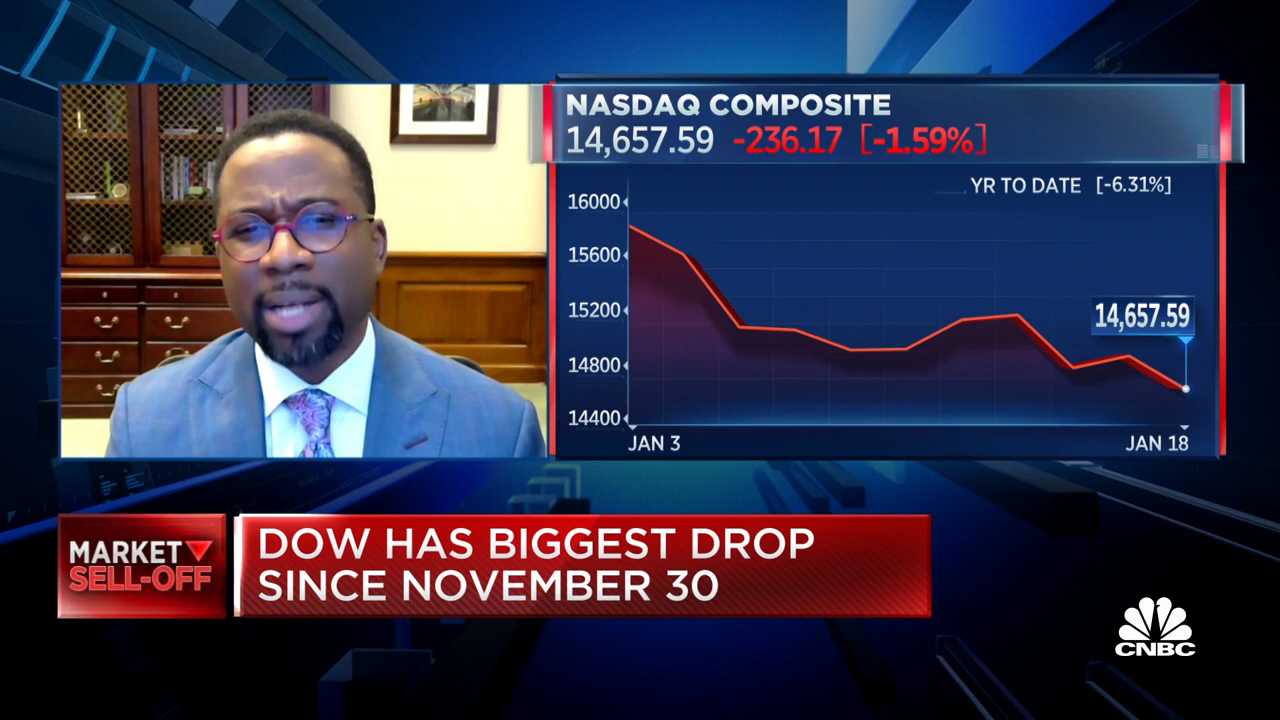 NASDAQ COMPOSITE
14,657.59 -236.17 [-1.59%]
YR TO DATE [-6.31%]
16000
15600
15200
14,657.59
14800
14400
JAN 3 JAN 18
MARKET
SELL-OFF
DOW HAS BIGGEST DROP
SINCE NOVEMBER 30
CNBC